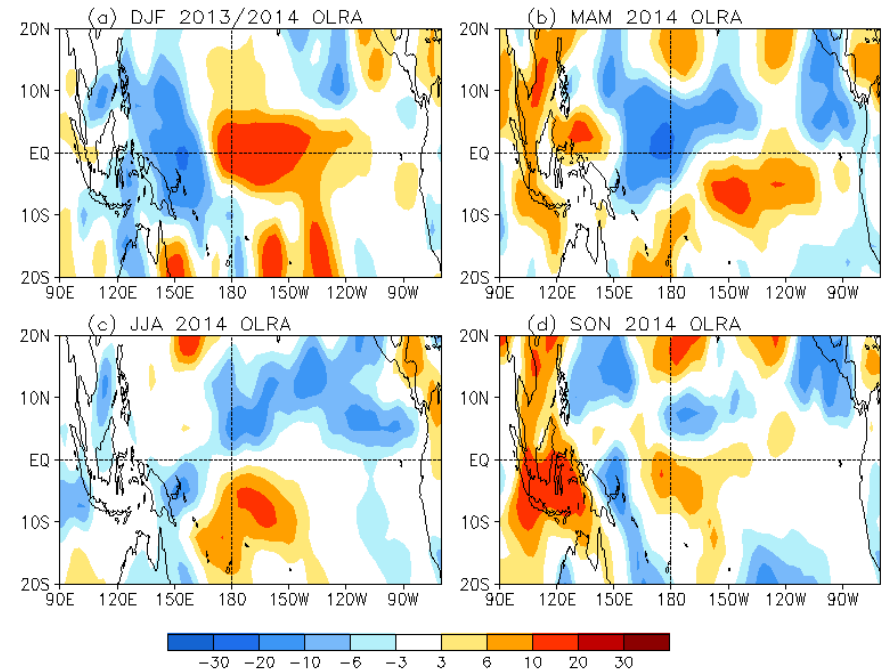 (a) DJF 2013/2014 OLRA
20N
10N
EQ
10S
20S
90E 120E 150E 180 150W 120W 90W
(b) MAM 2014 OLRA
20N
10N
EQ
10S
20S
90E 120E 150E 180 150W 120W 90W
(c) JJA 2014 OLRA
20N
10N
EQ
10S
20S
90E 120E 150E 180 150W 120W 90W
(d) SON 2014 OLRA
20N
10N
EQ
10S
20S
90E 120E 150E 180 150W 120W 90W
-30 -20 -10 -6 -3 3 6 10 20 30